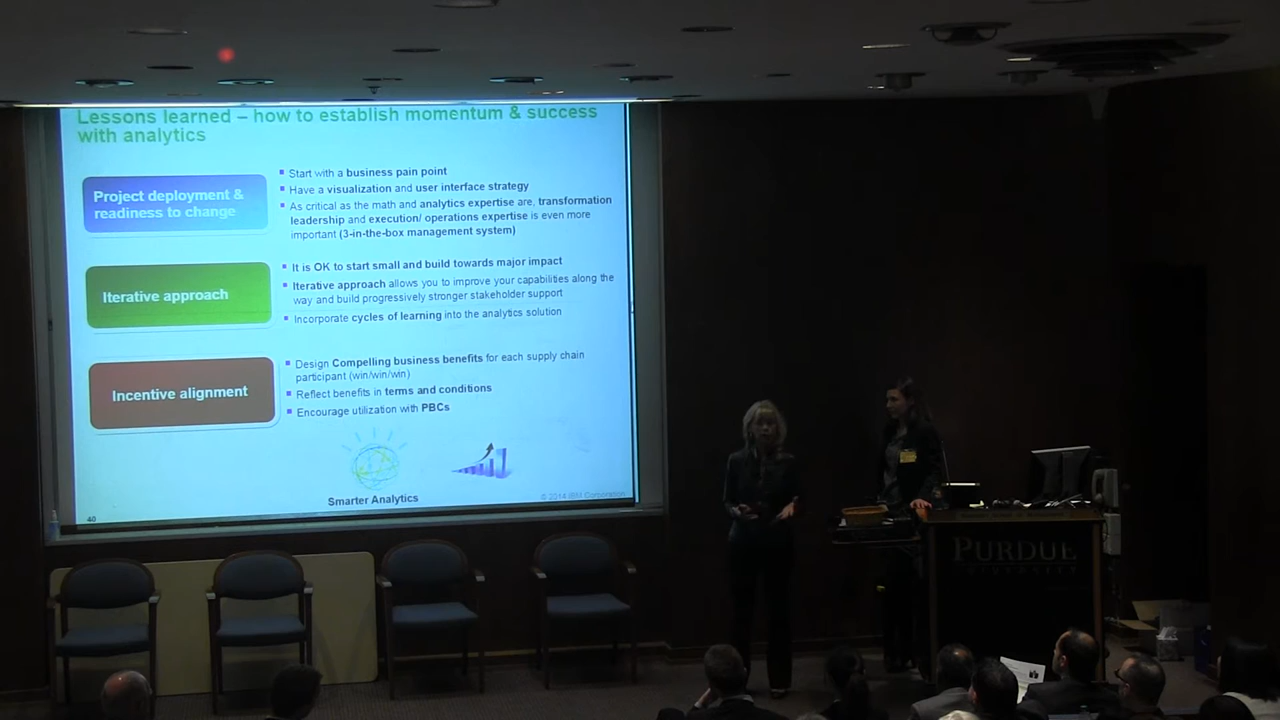 Lessons learned – how to establish momentum & success
with analytics
Project deployment &
readiness to change
Start with a business pain point
Have a visualization and user interface strategy
As critical as the math and analytics expertise are, transformation
leadership and execution/ operations expertise is even more
important (3-in-the-box management system)
Iterative approach
It is OK to start small and build towards major impact
Iterative approach allows you to improve your capabilities along the
way and build progressively stronger stakeholder support
Incorporate cycles of learning into the analytics solution
Incentive alignment
Design Compelling business benefits for each supply chain
participant (win/win/win)
Reflect benefits in terms and conditions
Encourage utilization with PBCs
Smarter Analytics
© 2014 IBM Corporation
40
PURDUE
UNIVERSITY